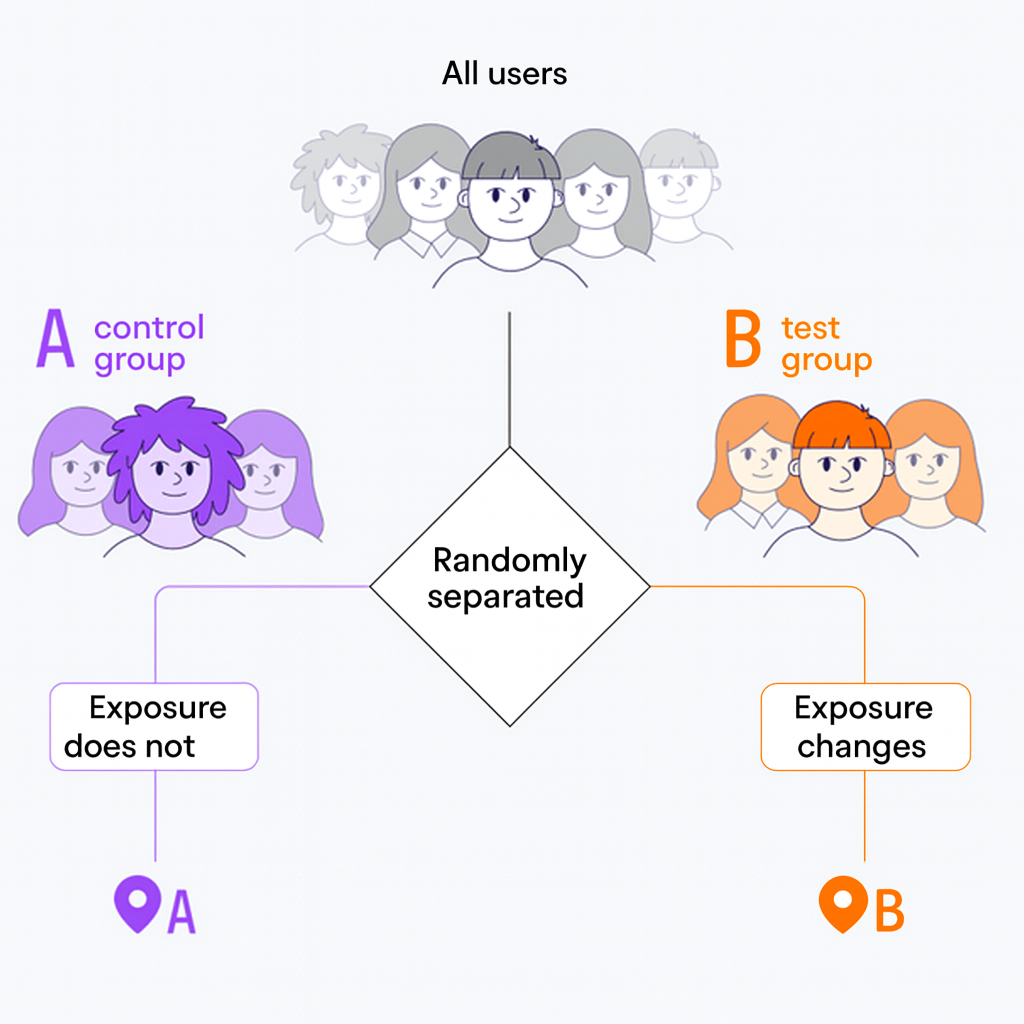 All users
A
control
group
B
test
group
Randomly
separated
Exposure
does not
Exposure
changes
A
B